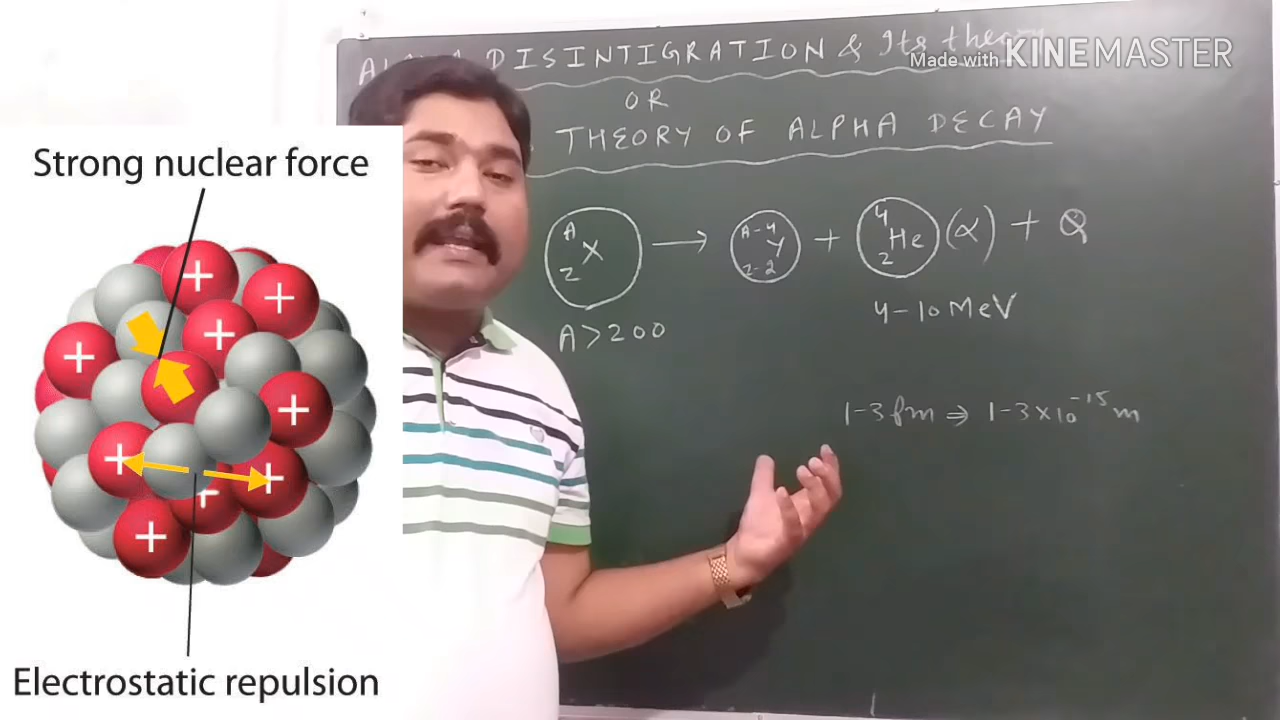 DISINTIGRATION & Its theory
Made with KINEMASTER
OR
THEORY OF ALPHA DECAY
Strong nuclear force
A
Z X → A-4
Z-2 Y + 4
2 He (α) + Q
A > 200
4-10 MeV
1-3 fm ⇒ 1-3×10⁻¹⁵ m
+
+
+
+
+
+
+
+
+
Electrostatic repulsion